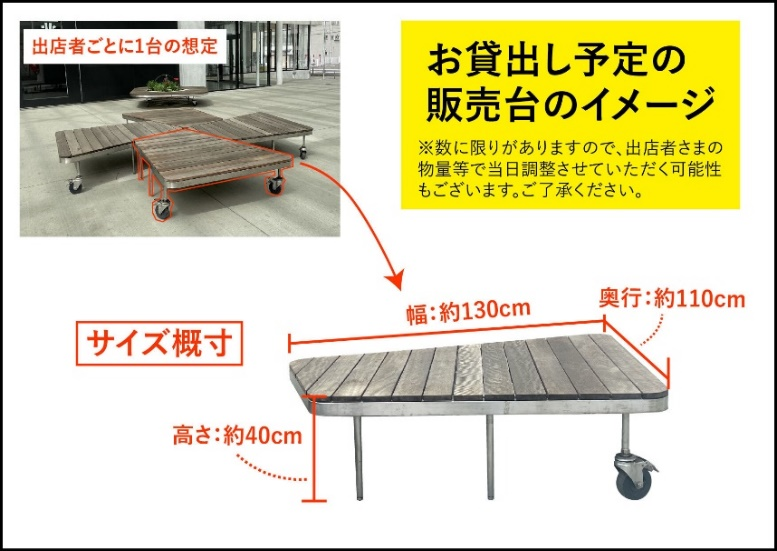 出店者ごとに1台の想定
お貸出し予定の
販売台のイメージ
※数に限りがありますので、出店者さまの
物量等で当日調整させていただく可能性
もございます。ご了承ください。
幅：約130cm
奥行：約110cm
サイズ概寸
高さ：約40cm